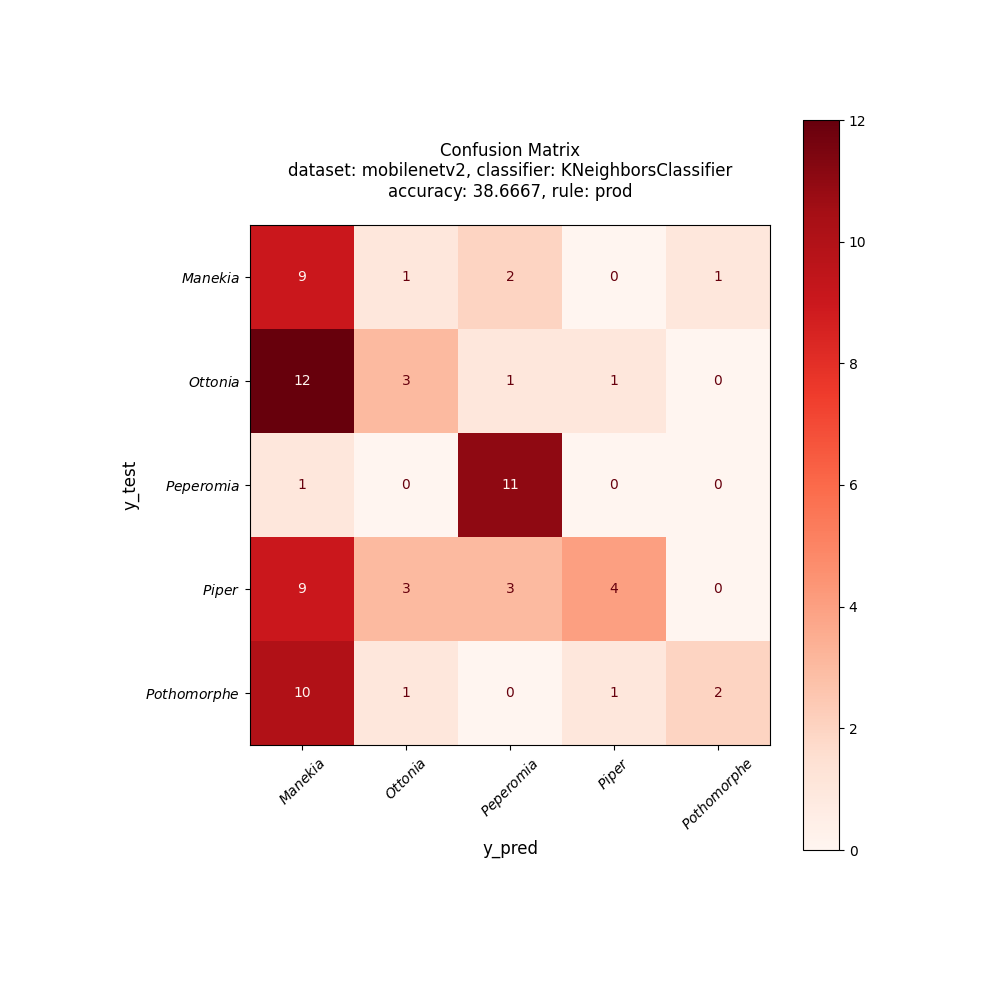 Confusion Matrix
dataset: mobilenetv2, classifier: KNeighborsClassifier
accuracy: 38.6667, rule: prod
Manekia 9 1 2 0 1
Ottonia 12 3 1 1 0
Peperomia 1 0 11 0 0
Piper 9 3 3 4 0
Pothomorphe 10 1 0 1 2
Manekia Ottonia Peperomia Piper Pothomorphe
y_pred
y_test
12
10
8
6
4
2
0